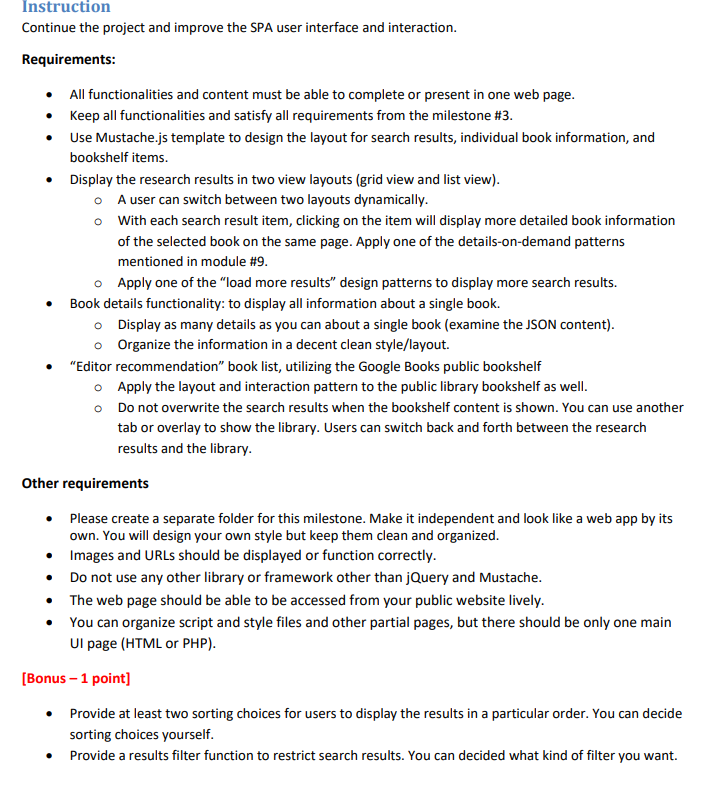 Instruction
Continue the project and improve the SPA user interface and interaction.
Requirements:
• All functionalities and content must be able to complete or present in one web page.
• Keep all functionalities and satisfy all requirements from the milestone #3.
• Use Mustache.js template to design the layout for search results, individual book information, and
bookshelf items.
• Display the research results in two view layouts (grid view and list view).
o A user can switch between two layouts dynamically.
o With each search result item, clicking on the item will display more detailed book information
of the selected book on the same page. Apply one of the details-on-demand patterns
mentioned in module #9.
o Apply one of the “load more results” design patterns to display more search results.
• Book details functionality: to display all information about a single book.
o Display as many details as you can about a single book (examine the JSON content).
o Organize the information in a decent clean style/layout.
• “Editor recommendation” book list, utilizing the Google Books public bookshelf
o Apply the layout and interaction pattern to the public library bookshelf as well.
o Do not overwrite the search results when the bookshelf content is shown. You can use another
tab or overlay to show the library. Users can switch back and forth between the research
results and the library.
Other requirements
• Please create a separate folder for this milestone. Make it independent and look like a web app by its
own. You will design your own style but keep them clean and organized.
• Images and URLs should be displayed or function correctly.
• Do not use any other library or framework other than jQuery and Mustache.
• The web page should be able to be accessed from your public website lively.
• You can organize script and style files and other partial pages, but there should be only one main
UI page (HTML or PHP).
[Bonus – 1 point]
• Provide at least two sorting choices for users to display the results in a particular order. You can decide
sorting choices yourself.
• Provide a results filter function to restrict search results. You can decided what kind of filter you want.